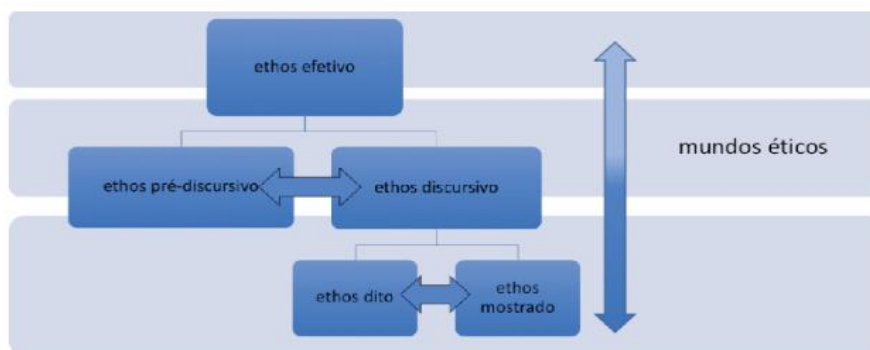 ethos efetivo
mundos éticos
ethos pré-discursivo
ethos discursivo
ethos dito
ethos
mostrado